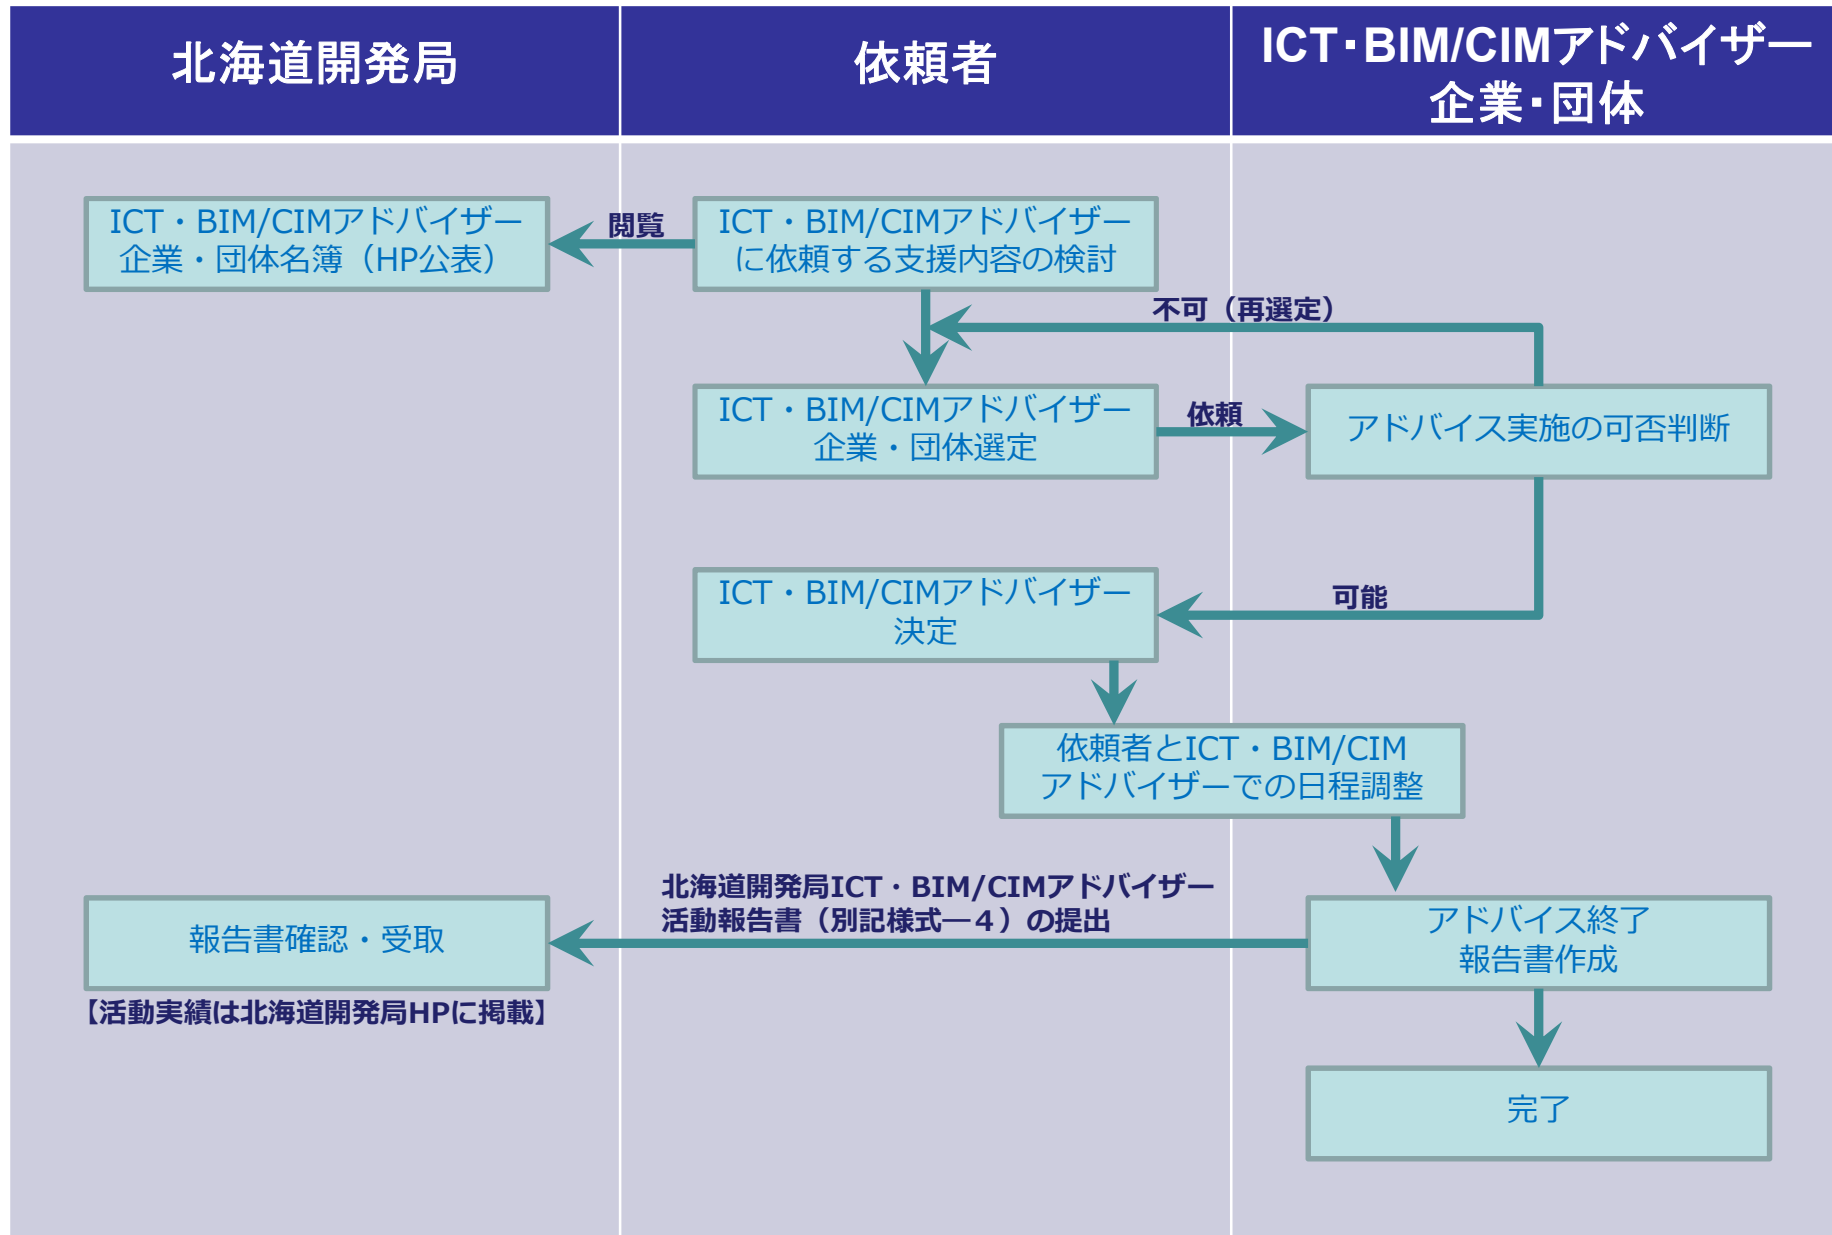 北海道開発局
依頼者
ICT・BIM/CIMアドバイザー
企業・団体
ICT・BIM/CIMアドバイザー
企業・団体名簿（HP公表）
閲覧
ICT・BIM/CIMアドバイザー
に依頼する支援内容の検討
不可（再選定）
ICT・BIM/CIMアドバイザー
企業・団体選定
依頼
アドバイス実施の可否判断
ICT・BIM/CIMアドバイザー
決定
可能
依頼者とICT・BIM/CIM
アドバイザーでの日程調整
北海道開発局ICT・BIM/CIMアドバイザー
活動報告書（別記様式―４）の提出
報告書確認・受取
アドバイス終了
報告書作成
【活動実績は北海道開発局HPに掲載】
完了